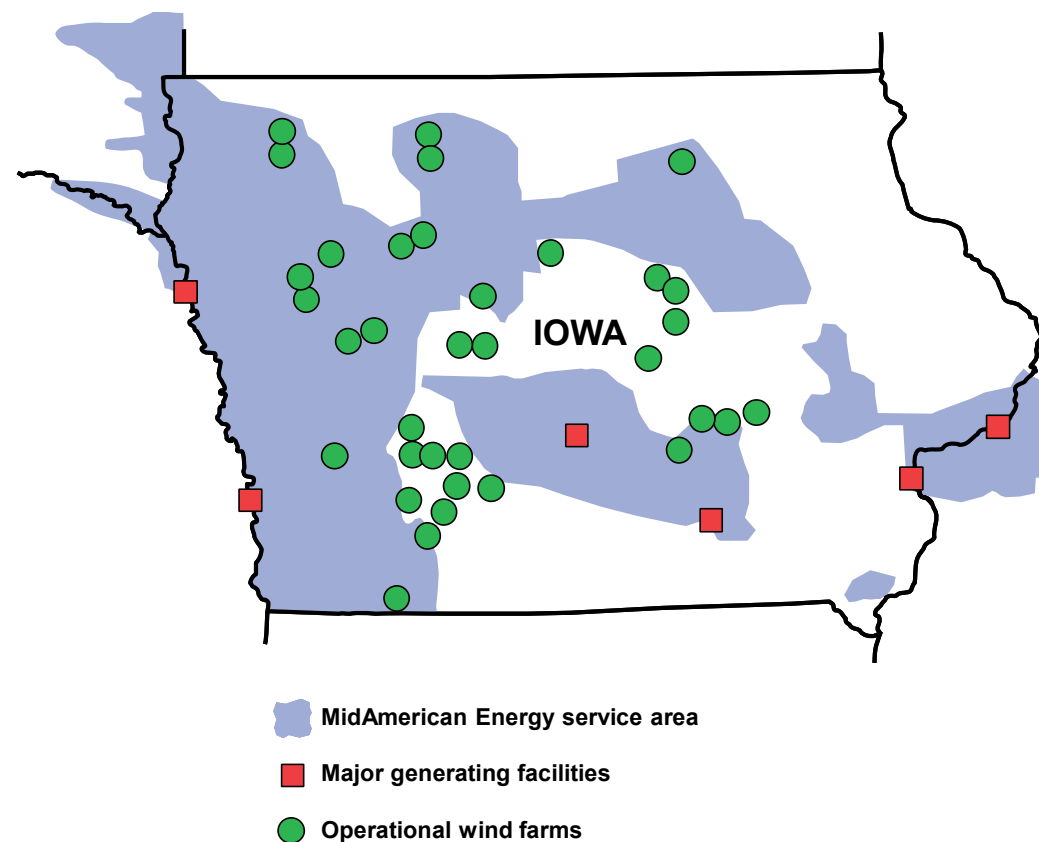 IOWA
MidAmerican Energy service area
Major generating facilities
Operational wind farms